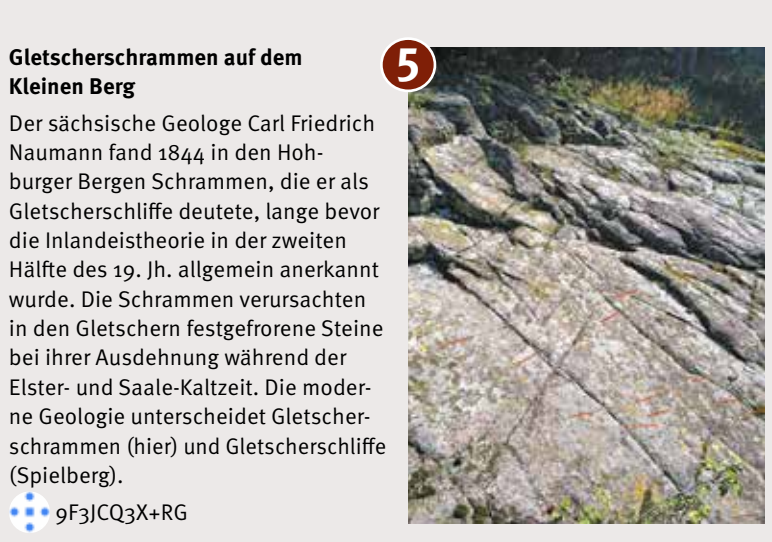 Gletscherschrammen auf dem
Kleinen Berg
5
Der sächsische Geologe Carl Friedrich
Naumann fand 1844 in den Hoh-
burger Bergen Schrammen, die er als
Gletscherschliffe deutete, lange bevor
die Inlandeistheorie in der zweiten
Hälfte des 19. Jh. allgemein anerkannt
wurde. Die Schrammen verursachten
in den Gletschern festgefrorene Steine
bei ihrer Ausdehnung während der
Elster- und Saale-Kaltzeit. Die moder-
ne Geologie unterscheidet Gletscher-
schrammen (hier) und Gletscherschliffe
(Spielberg).
9F3JCQ3X+RG